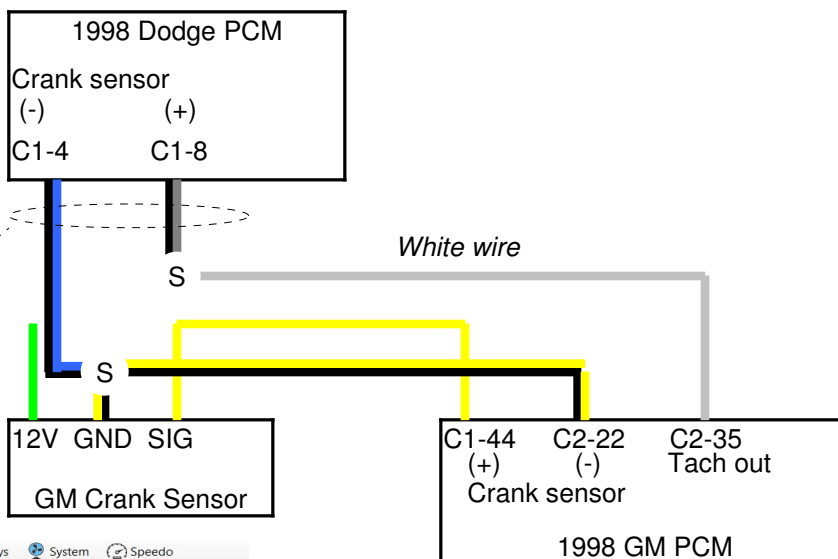 1998 Dodge PCM
Crank sensor
(-) (+)
C1-4 C1-8
White wire
S
S
12V GND SIG
GM Crank Sensor
C1-44 C2-22 C2-35
(+) (-) Tach out
Crank sensor
1998 GM PCM
ys System Speedo